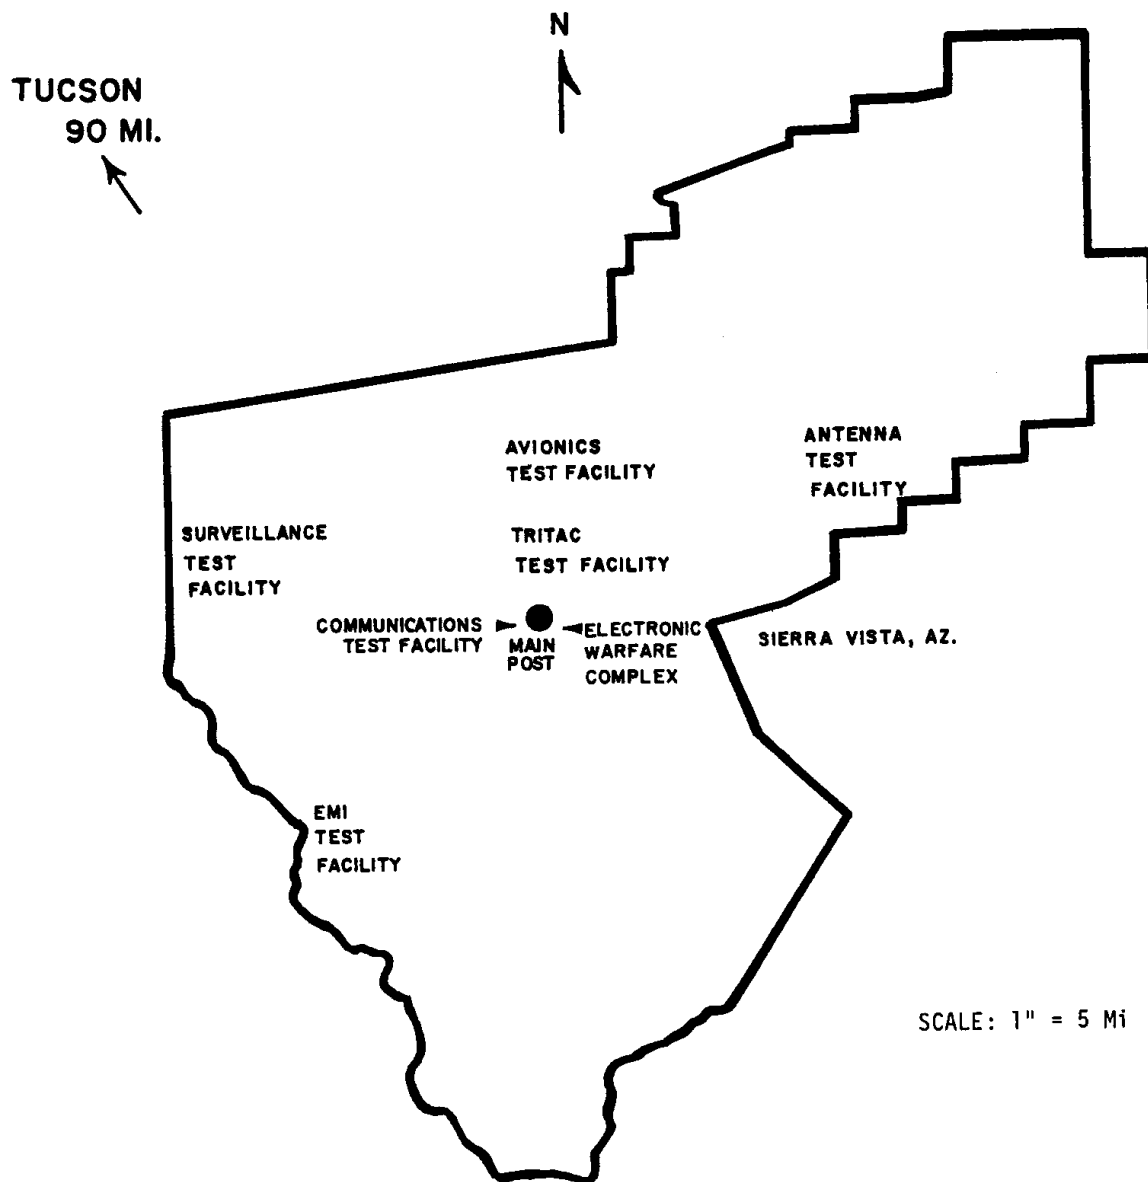 N
TUCSON
90 MI.
AVIONICS
TEST FACILITY
ANTENNA
TEST
FACILITY
SURVEILLANCE
TEST
FACILITY
TRITAC
TEST FACILITY
COMMUNICATIONS
TEST FACILITY
MAIN
POST
ELECTRONIC
WARFARE
COMPLEX
SIERRA VISTA, AZ.
EMI
TEST
FACILITY
SCALE: 1" = 5 Mi